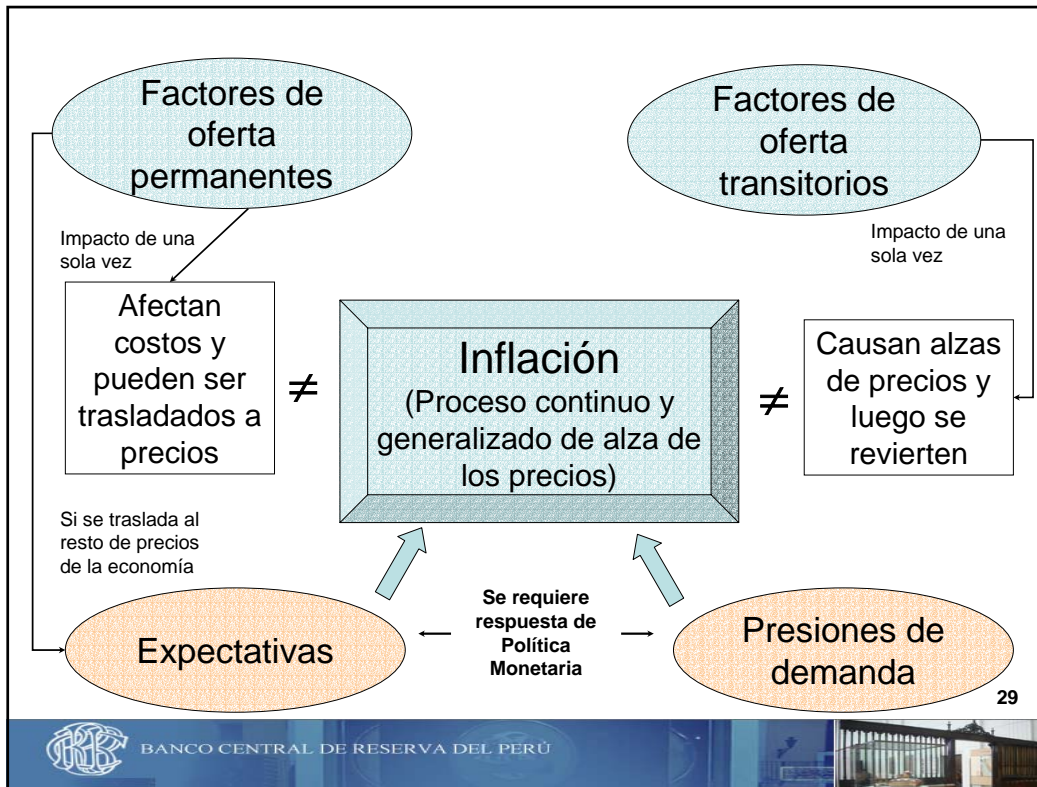 Factores de
oferta
permanentes
Factores de
oferta
transitorios
Impacto de una
sola vez
Impacto de una
sola vez
Afectan
costos y
pueden ser
trasladados a
precios
≠
Inflación
(Proceso continuo y
generalizado de alza de
los precios)
≠
Causan alzas
de precios y
luego se
revierten
Si se traslada al
resto de precios
de la economía
Expectativas
Se requiere
respuesta de
Política
Monetaria
Presiones de
demanda
29
BANCO CENTRAL DE RESERVA DEL PERÚ